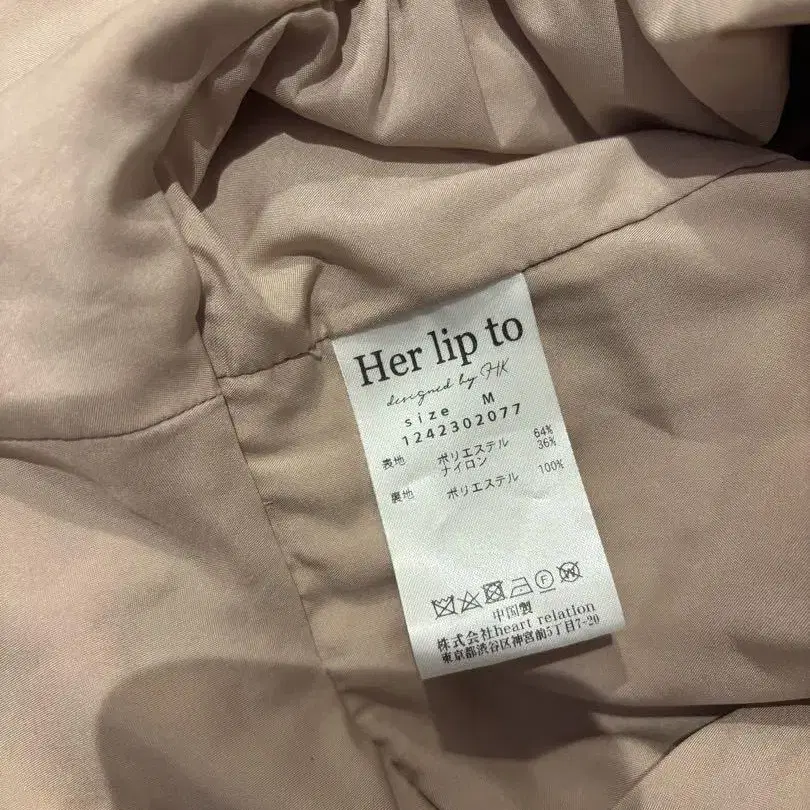 Her lip to
designed by HK
size M
1242302077
表地 ポリエステル 64%
ナイロン 36%
裏地 ポリエステル 100%
中国製
株式会社heart relation
東京都渋谷区神宮前5丁目7-20